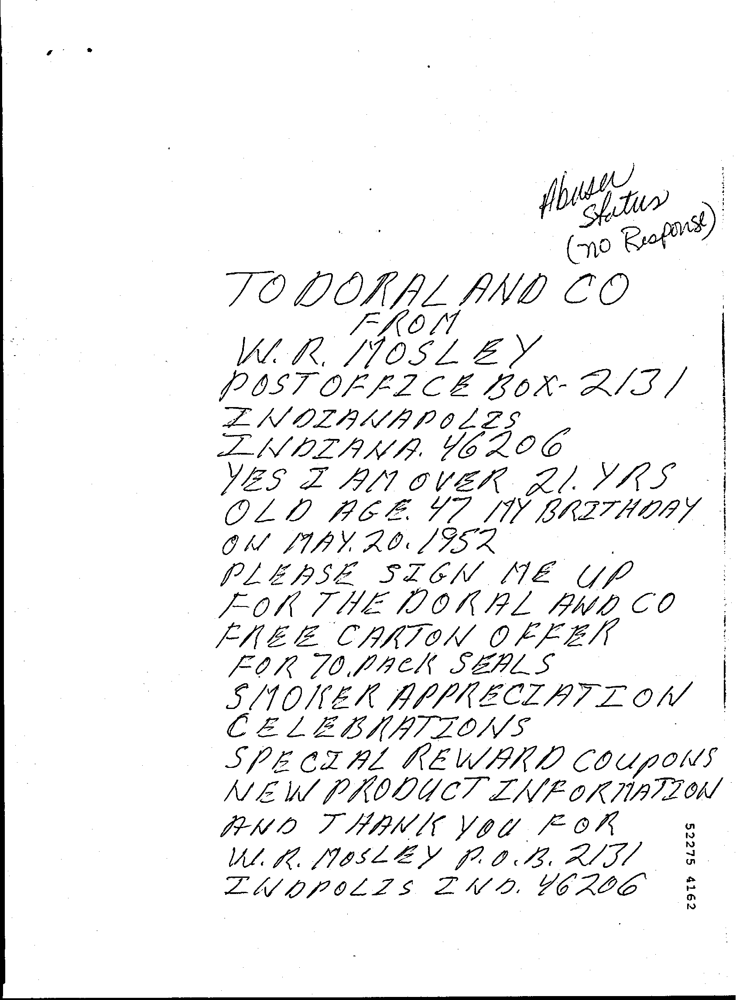 Abuser
Status
(no Response)
TO DORAL AND CO
FROM
W. R. MOSLEY
POST OFFICE BOX- 2131
INDIANAPOLIS
INDIANA. 46206
YES I AM OVER 21. YRS
OLD AGE. 47 MY BRITHDAY
ON MAY. 20. 1952
PLEASE SIGN ME UP
FOR THE DORAL AND CO
FREE CARTON OFFER
FOR 70. PACK SEALS
SMOKER APPRECIATION
CELEBRATIONS
SPECIAL REWARD COUPONS
NEW PRODUCT INFORMATION
AND THANK YOU FOR
W. R. MOSLEY P.O.B. 2131
INDPOLIS IND. 46206
52275 4162